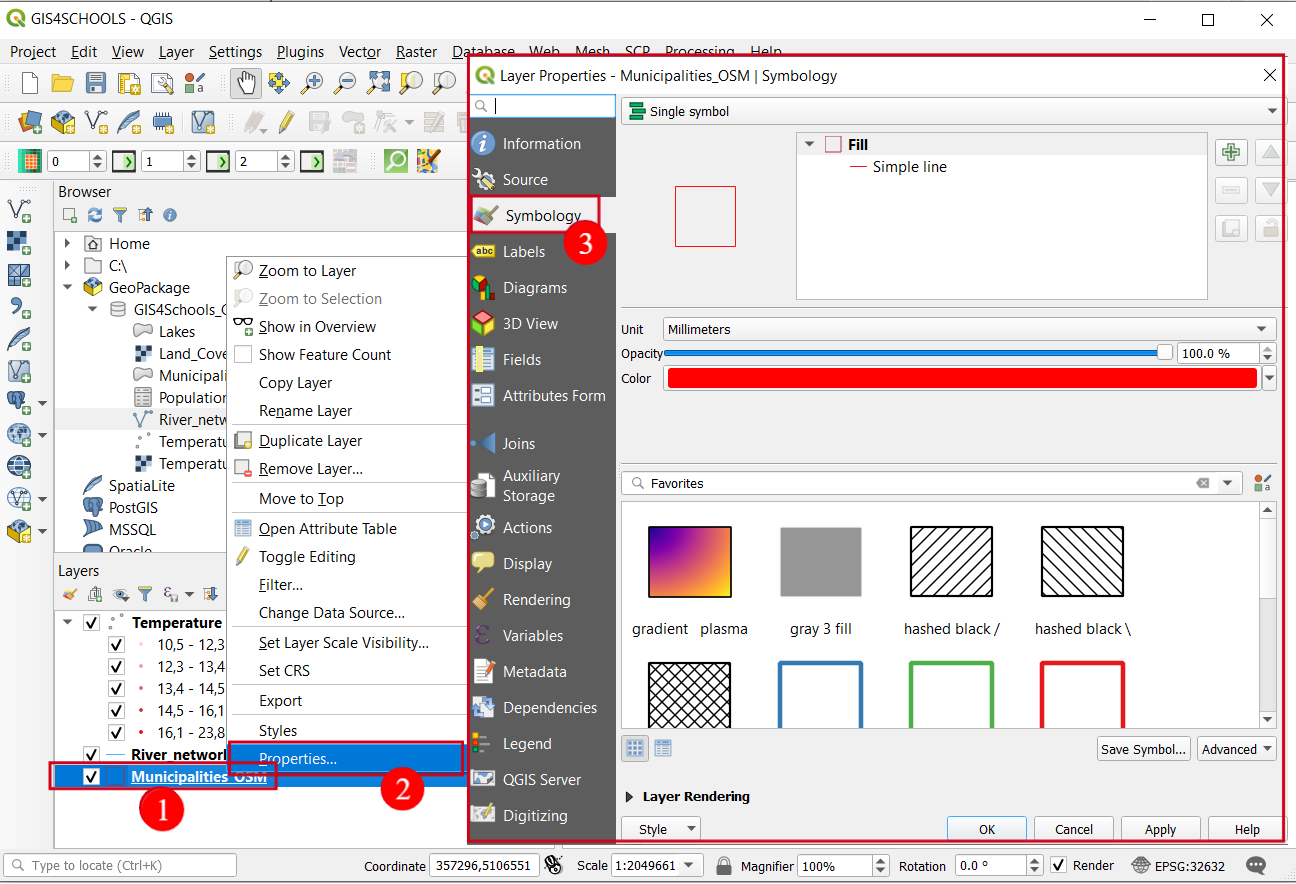 GIS4SCHOOLS - QGIS
Project Edit View Layer Settings Plugins Vector Raster Database Web Mesh SCP Processing Help
0 1 2
Browser
Home
C:\
GeoPackage
GIS4Schools_
Lakes
Land_Cove
Municipali
Population
River_netw
Temperatu
Temperatu
SpatiaLite
PostGIS
MSSQL
Oracle
Layers
Temperature
10,5 - 12,3
12,3 - 13,4
13,4 - 14,5
14,5 - 16,1
16,1 - 23,8
River_network
Municipalities_OSM
1
Zoom to Layer
Zoom to Selection
Show in Overview
Show Feature Count
Copy Layer
Rename Layer
Duplicate Layer
Remove Layer...
Move to Top
Open Attribute Table
Toggle Editing
Filter...
Change Data Source...
Set Layer Scale Visibility...
Set CRS
Export
Styles
Properties...
2
Layer Properties - Municipalities_OSM | Symbology
Information
Source
Symbology
3
abc Labels
Diagrams
3D View
Fields
Attributes Form
Joins
Auxiliary
Storage
Actions
Display
Rendering
Variables
Metadata
Dependencies
Legend
QGIS Server
Digitizing
Single symbol
Fill
Simple line
Unit Millimeters
Opacity 100.0 %
Color
Favorites
gradient plasma gray 3 fill hashed black / hashed black \
Save Symbol... Advanced
Layer Rendering
Style OK Cancel Apply Help
Type to locate (Ctrl+K) Coordinate 357296,5106551 Scale 1:2049661 Magnifier 100% Rotation 0.0 ° Render EPSG:32632